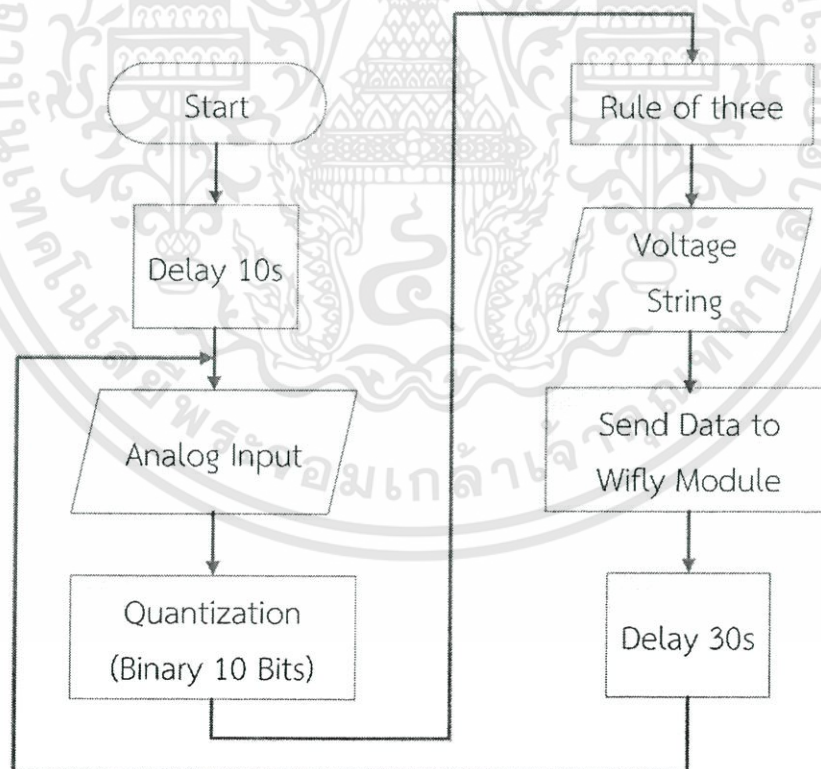 Start
Delay 10s
Analog Input
Quantization
(Binary 10 Bits)
Rule of three
Voltage
String
Send Data to
Wifly Module
Delay 30s